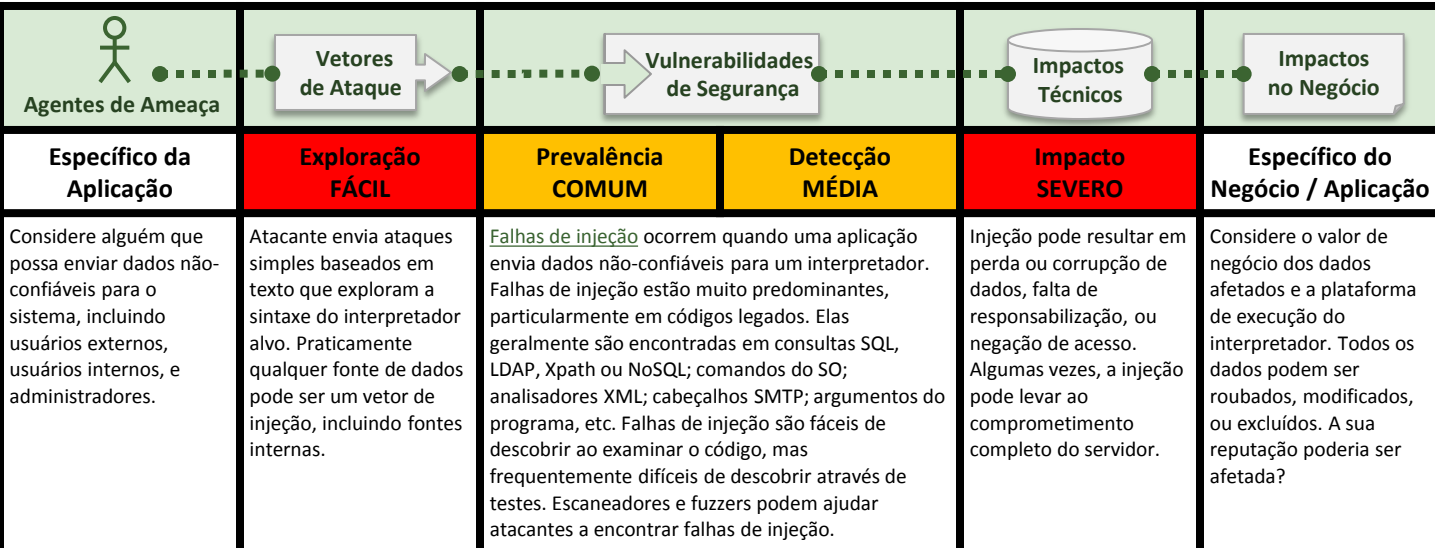 Agentes de Ameaça
Vetores
de Ataque
Vulnerabilidades
de Segurança
Impactos
Técnicos
Impactos
no Negócio
Específico da
Aplicação
Exploração
FÁCIL
Prevalência
COMUM
Detecção
MÉDIA
Impacto
SEVERO
Específico do
Negócio / Aplicação
Considere alguém que
possa enviar dados não-
confiáveis para o
sistema, incluindo
usuários externos,
usuários internos, e
administradores.
Atacante envia ataques
simples baseados em
texto que exploram a
sintaxe do interpretador
alvo. Praticamente
qualquer fonte de dados
pode ser um vetor de
injeção, incluindo fontes
internas.
Falhas de injeção ocorrem quando uma aplicação
envia dados não-confiáveis para um interpretador.
Falhas de injeção estão muito predominantes,
particularmente em códigos legados. Elas
geralmente são encontradas em consultas SQL,
LDAP, Xpath ou NoSQL; comandos do SO;
analisadores XML; cabeçalhos SMTP; argumentos do
programa, etc. Falhas de injeção são fáceis de
descobrir ao examinar o código, mas
frequentemente difíceis de descobrir através de
testes. Escaneadores e fuzzers podem ajudar
atacantes a encontrar falhas de injeção.
Injeção pode resultar em
perda ou corrupção de
dados, falta de
responsabilização, ou
negação de acesso.
Algumas vezes, a injeção
pode levar ao
comprometimento
completo do servidor.
Considere o valor de
negócio dos dados
afetados e a plataforma
de execução do
interpretador. Todos os
dados podem ser
roubados, modificados,
ou excluídos. A sua
reputação poderia ser
afetada?